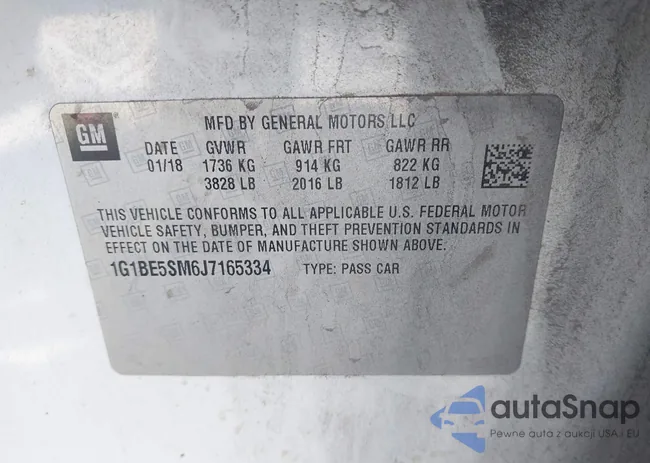 GM
MFD BY GENERAL MOTORS LLC
DATE GVWR GAWR FRT GAWR RR
01/18 1736 KG 914 KG 822 KG
3828 LB 2016 LB 1812 LB
THIS VEHICLE CONFORMS TO ALL APPLICABLE U.S. FEDERAL MOTOR
VEHICLE SAFETY, BUMPER, AND THEFT PREVENTION STANDARDS IN
EFFECT ON THE DATE OF MANUFACTURE SHOWN ABOVE.
1G1BE5SM6J7165334 TYPE: PASS CAR
autoSnap
Pewne auta z aukcji USA - EU